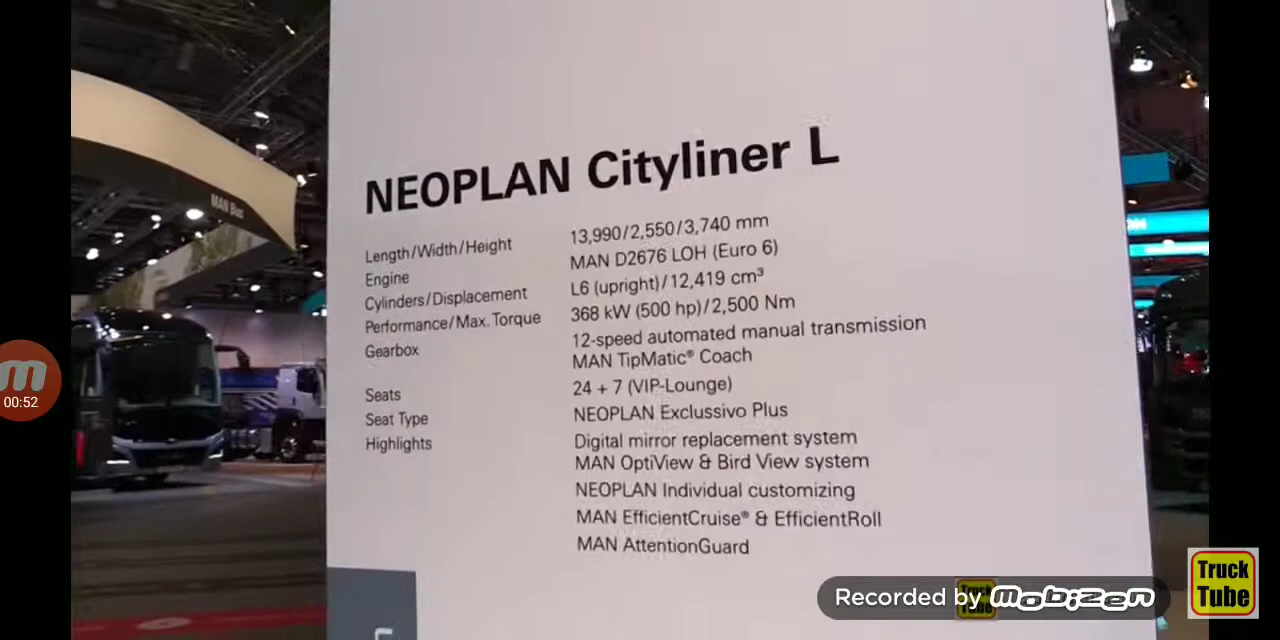 NEOPLAN Cityliner L
Length/Width/Height 13,990/2,550/3,740 mm
Engine MAN D2676 LOH (Euro 6)
Cylinders/Displacement L6 (upright)/12,419 cm³
Performance/Max. Torque 368 kW (500 hp)/2,500 Nm
Gearbox 12-speed automated manual transmission
MAN TipMatic® Coach
Seats 24 + 7 (VIP-Lounge)
Seat Type NEOPLAN Exclussivo Plus
Highlights Digital mirror replacement system
MAN OptiView & Bird View system
NEOPLAN Individual customizing
MAN EfficientCruise® & EfficientRoll
MAN AttentionGuard
MAN Bus
m
00:52
Recorded by mobizen
Truck
Tube